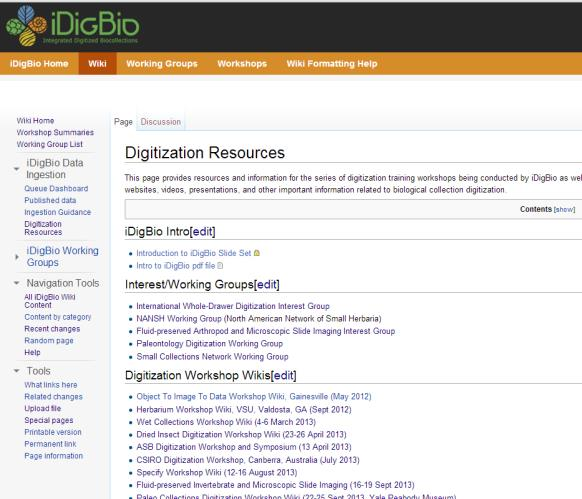 iDigBio
Integrated Digitized Biocollections
iDigBio Home Wiki Working Groups Workshops Wiki Formatting Help
Wiki Home
Workshop Summaries
Working Group List
iDigBio Data
Ingestion
Queue Dashboard
Published data
Ingestion Guidance
Digitization
Resources
iDigBio Working
Groups
Navigation Tools
All iDigBio Wiki
Content
Content by category
Recent changes
Random page
Help
Tools
What links here
Related changes
Upload file
Special pages
Printable version
Permanent link
Page information
Page Discussion
Digitization Resources
This page provides resources and information for the series of digitization training workshops being conducted by iDigBio as wel
websites, videos, presentations, and other important information related to biological collection digitization.
Contents [show]
iDigBio Intro[edit]
Introduction to iDigBio Slide Set
Intro to iDigBio pdf file
Interest/Working Groups[edit]
International Whole-Drawer Digitization Interest Group
NANSH Working Group (North American Network of Small Herbaria)
Fluid-preserved Arthropod and Microscopic Slide Imaging Interest Group
Paleontology Digitization Working Group
Small Collections Network Working Group
Digitization Workshop Wikis[edit]
Object To Image To Data Workshop Wiki, Gainesville (May 2012)
Herbarium Workshop Wiki, VSU, Valdosta, GA (Sept 2012)
Wet Collections Workshop Wiki (4-6 March 2013)
Dried Insect Digitization Workshop Wiki (23-26 April 2013)
ASB Digitization Workshop and Symposium (13 April 2013)
CSIRO Digitization Workshop, Canberra, Australia (July 2013)
Specify Workshop Wiki (12-16 August 2013)
Fluid-preserved Invertebrate and Microscopic Slide Imaging (16-19 Sept 2013)
Paleo Collections Digitization Workshop Wiki (22-25 Sept 2013, Yale Peabody Museum)